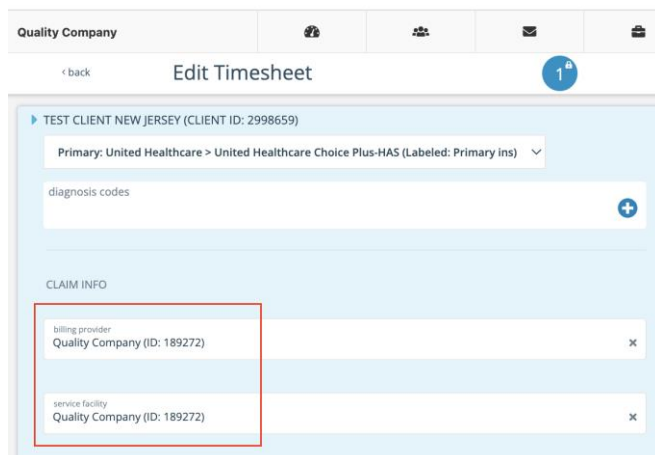 Quality Company
‹ back
Edit Timesheet
1
TEST CLIENT NEW JERSEY (CLIENT ID: 2998659)
Primary: United Healthcare > United Healthcare Choice Plus-HAS (Labeled: Primary ins)
diagnosis codes
CLAIM INFO
billing provider
Quality Company (ID: 189272)
service facility
Quality Company (ID: 189272)